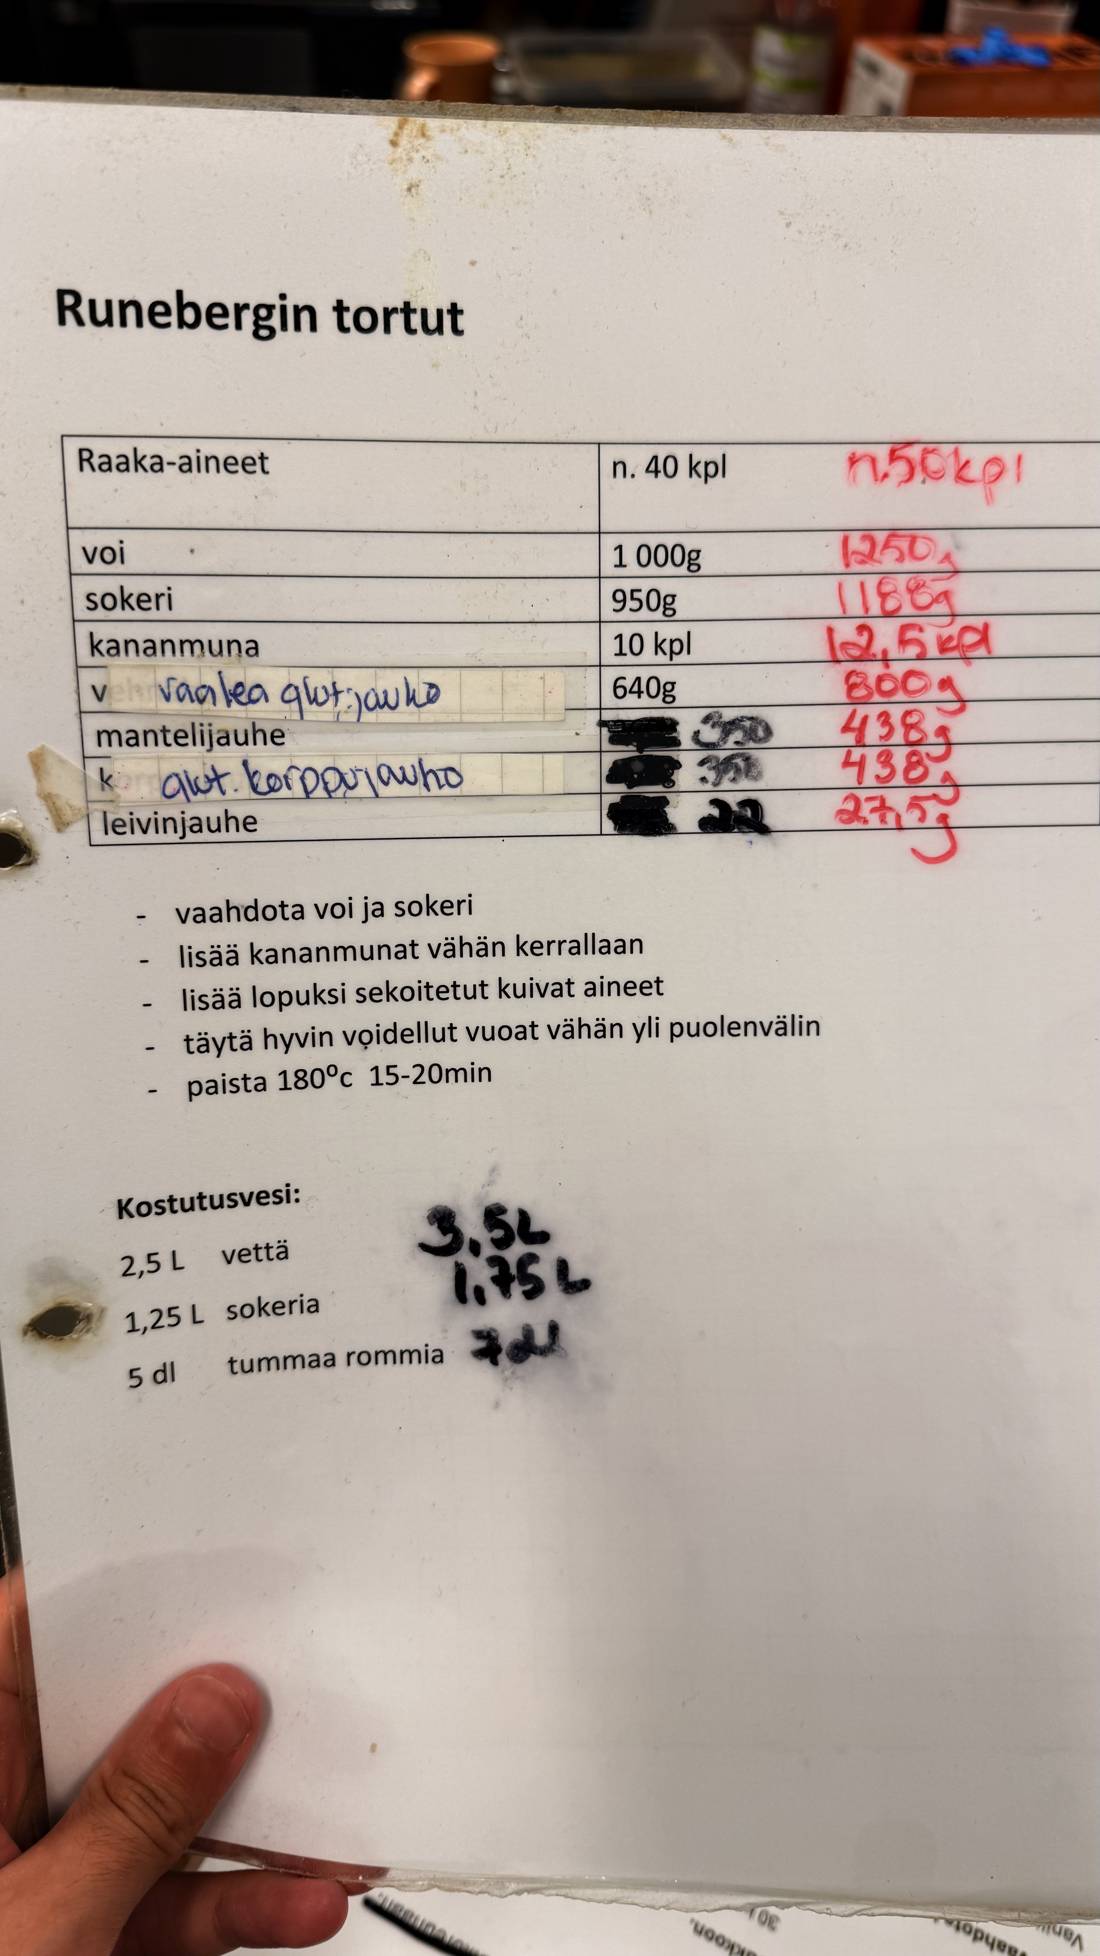 Runebergin tortut
Raaka-aineet n. 40 kpl n.50kpl
voi 1 000g 1250g
sokeri 950g 1188g
kananmuna 10 kpl 12,5kpl
v vaalea glut.jauho 640g 800g
mantelijauhe 350 438g
k glut. korppujauho 350 438g
leivinjauhe 22 27,5g
- vaahdota voi ja sokeri
- lisää kananmunat vähän kerrallaan
- lisää lopuksi sekoitetut kuivat aineet
- täytä hyvin voidellut vuoat vähän yli puolenvälin
- paista 180ºc 15-20min
Kostutusvesi:
2,5 L vettä 3,5L
1,25 L sokeria 1,75L
5 dl tummaa rommia 7dl